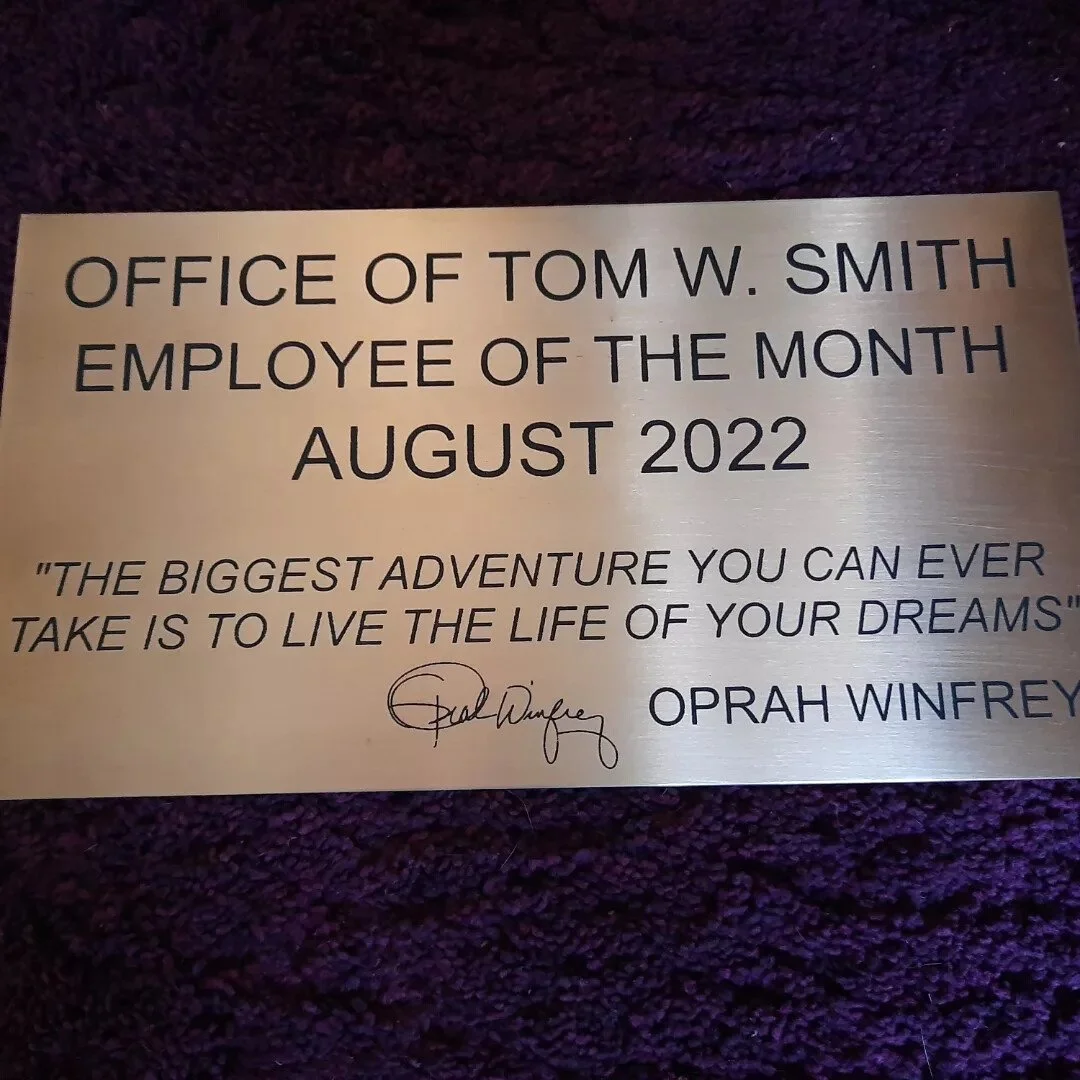 OFFICE OF TOM W. SMITH
EMPLOYEE OF THE MONTH
AUGUST 2022
"THE BIGGEST ADVENTURE YOU CAN EVER
TAKE IS TO LIVE THE LIFE OF YOUR DREAMS"
Oprah Winfrey OPRAH WINFREY